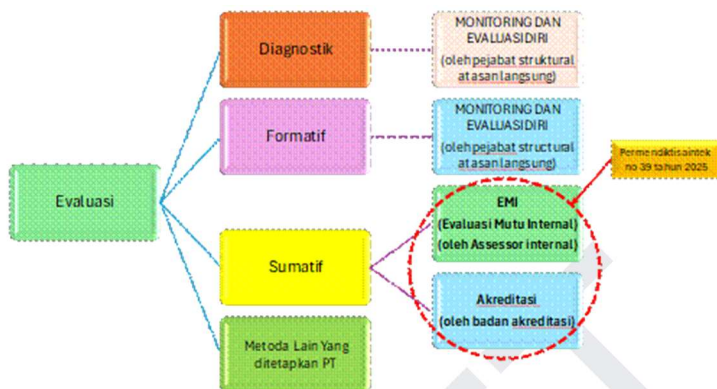 Diagnostik
MONITORING DAN
EVALUASI DIRI
(oleh pejabat struktural
atasan langsung)
Formatif
MONITORING DAN
EVALUASI DIRI
(oleh pejabat structural
atasan langsung)
Permendiktisaintek
no 39 tahun 2025
Evaluasi
EMI
(Evaluasi Mutu Internal)
(oleh Assessor internal)
Sumatif
Akreditasi
(oleh badan akreditasi)
Metoda Lain Yang
ditetapkan PT